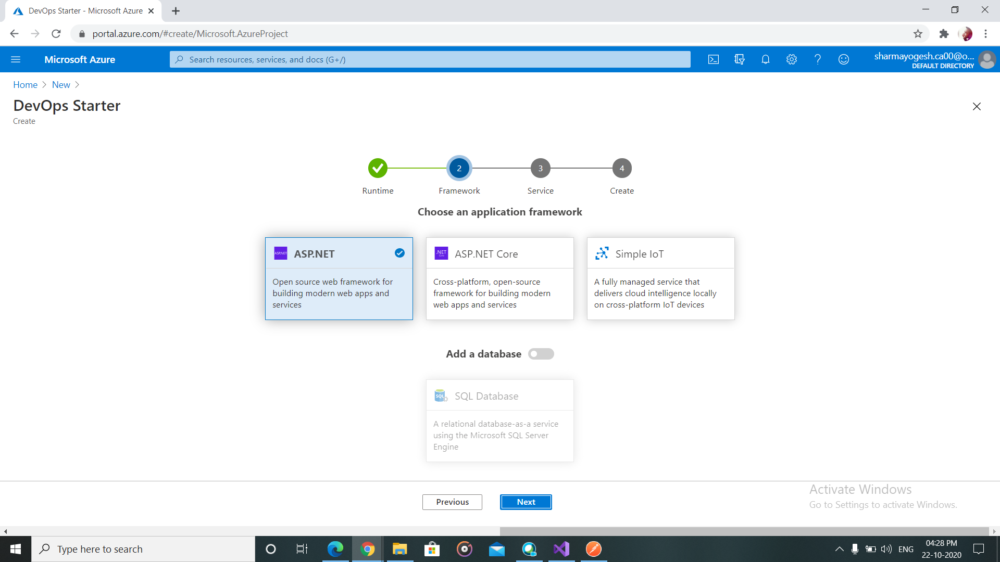 DevOps Starter - Microsoft Azure
portal.azure.com/#create/Microsoft.AzureProject
Microsoft Azure
Search resources, services, and docs (G+/)
sharmayogesh.ca00@o...
DEFAULT DIRECTORY
Home > New >
DevOps Starter
Create
2
3
4
Runtime
Framework
Service
Create
Choose an application framework
ASP.NET
ASP.NET
Open source web framework for
building modern web apps and
services
.NET
Core
ASP.NET Core
Cross-platform, open-source
framework for building modern
web apps and services
Simple IoT
A fully managed service that
delivers cloud intelligence locally
on cross-platform IoT devices
Add a database
SQL
SQL Database
A relational database-as-a service
using the Microsoft SQL Server
Engine
Previous
Next
Activate Windows
Go to Settings to activate Windows.
Type here to search
ENG
04:28 PM
22-10-2020